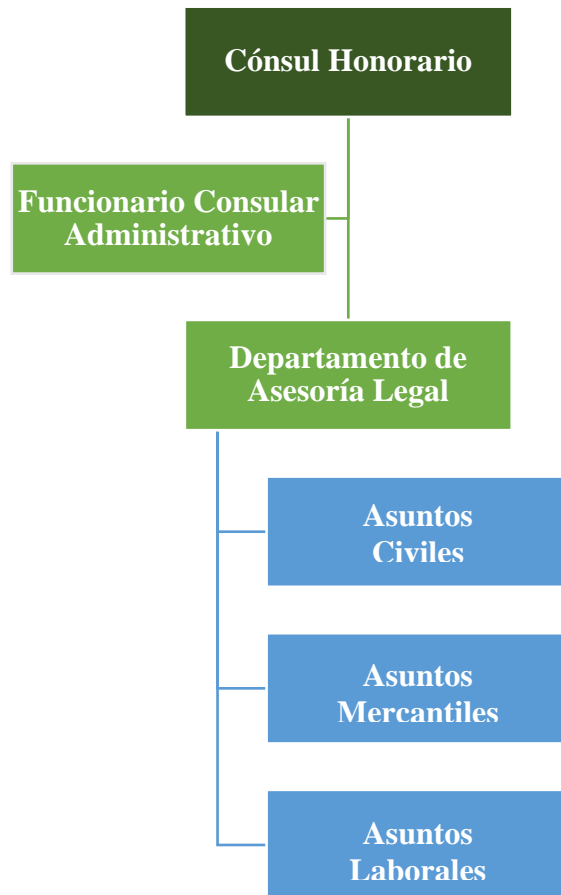 Cónsul Honorario
Funcionario Consular
Administrativo
Departamento de
Asesoría Legal
Asuntos
Civiles
Asuntos
Mercantiles
Asuntos
Laborales